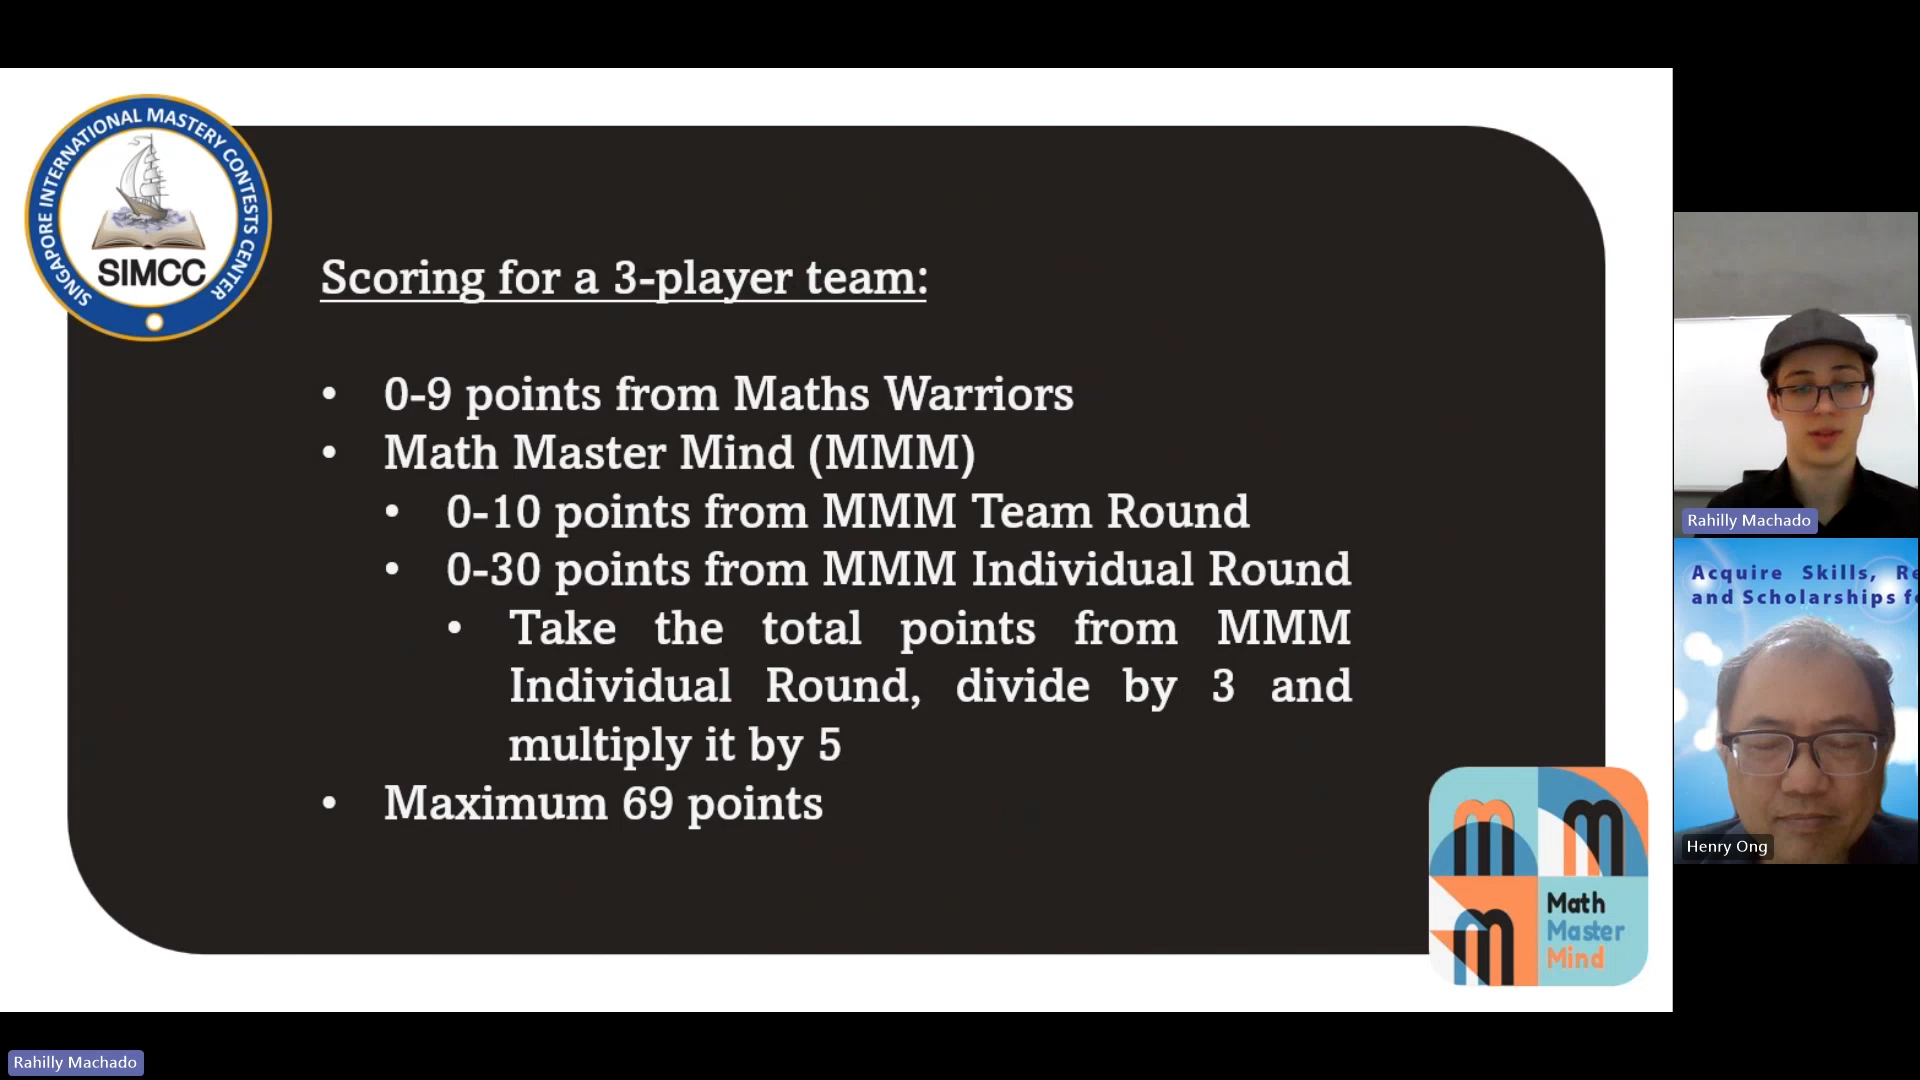 SINGAPORE INTERNATIONAL MASTERY CONTESTS CENTER
SIMCC
Scoring for a 3-player team:
• 0-9 points from Maths Warriors
• Math Master Mind (MMM)
• 0-10 points from MMM Team Round
• 0-30 points from MMM Individual Round
• Take the total points from MMM
Individual Round, divide by 3 and
multiply it by 5
• Maximum 69 points
Math
Master
Mind
Rahilly Machado
Acquire Skills, Re
and Scholarships fo
Henry Ong
Rahilly Machado